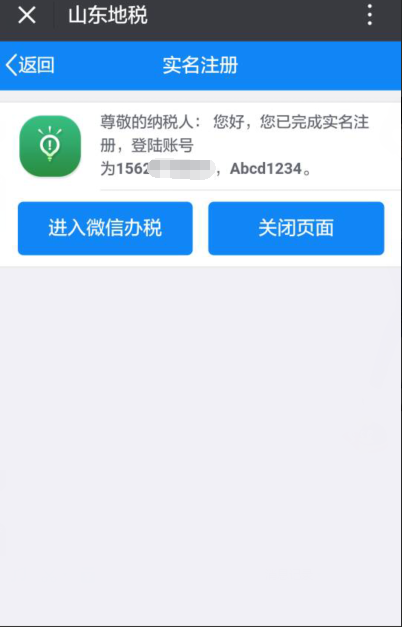 山东地税
返回
实名注册
尊敬的纳税人： 您好，您已完成实名注
册，登陆账号
为1562 ，Abcd1234。
进入微信办税
关闭页面